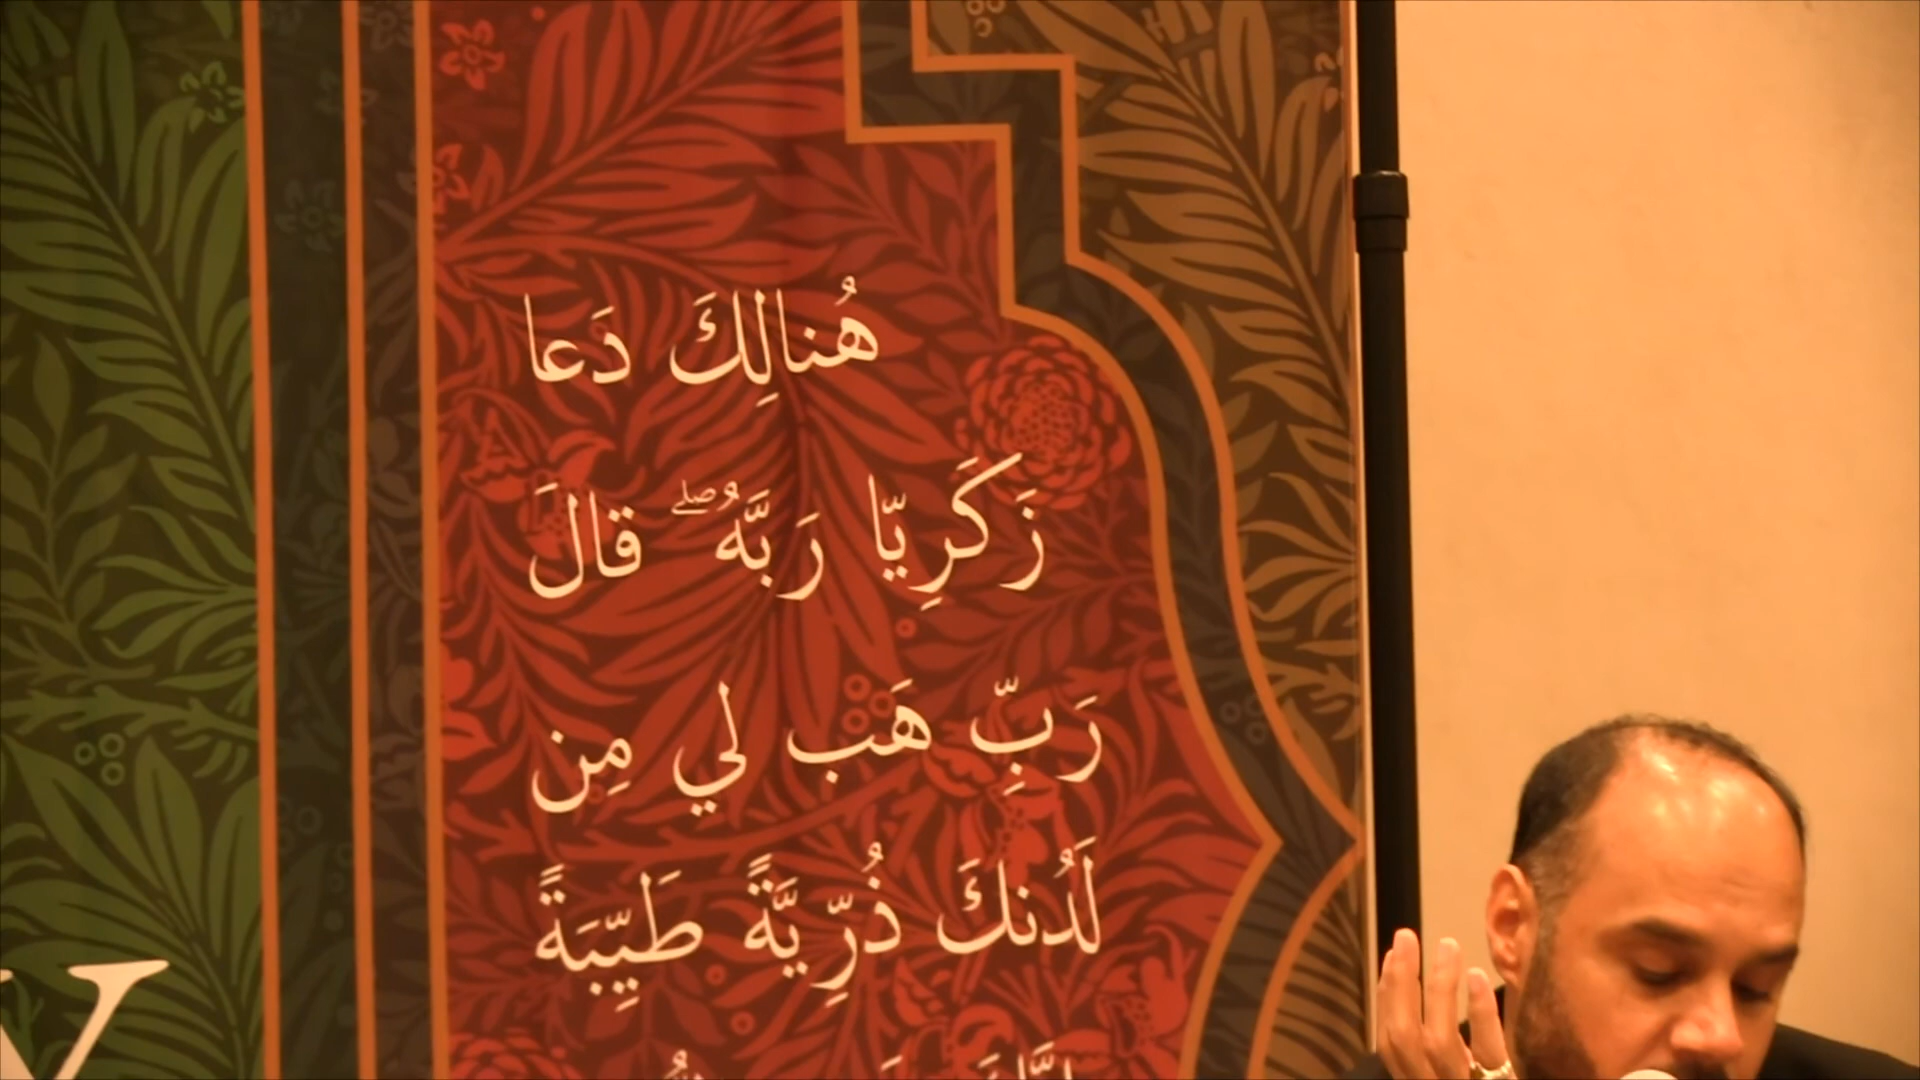 هُنالِكَ دَعا
زَكَرِيّا رَبَّهُ ۖ قالَ
رَبِّ هَب لي مِن
لَدُنكَ ذُرِّيَّةً طَيِّبَةً
Y